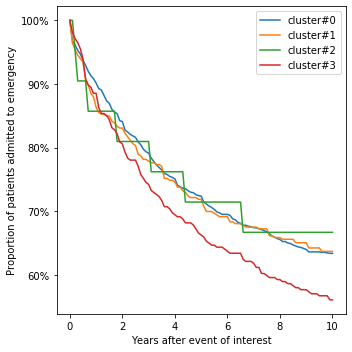 100%
90%
80%
70%
60%
Proportion of patients admitted to emergency
cluster#0
cluster#1
cluster#2
cluster#3
0
2
4
6
8
10
Years after event of interest